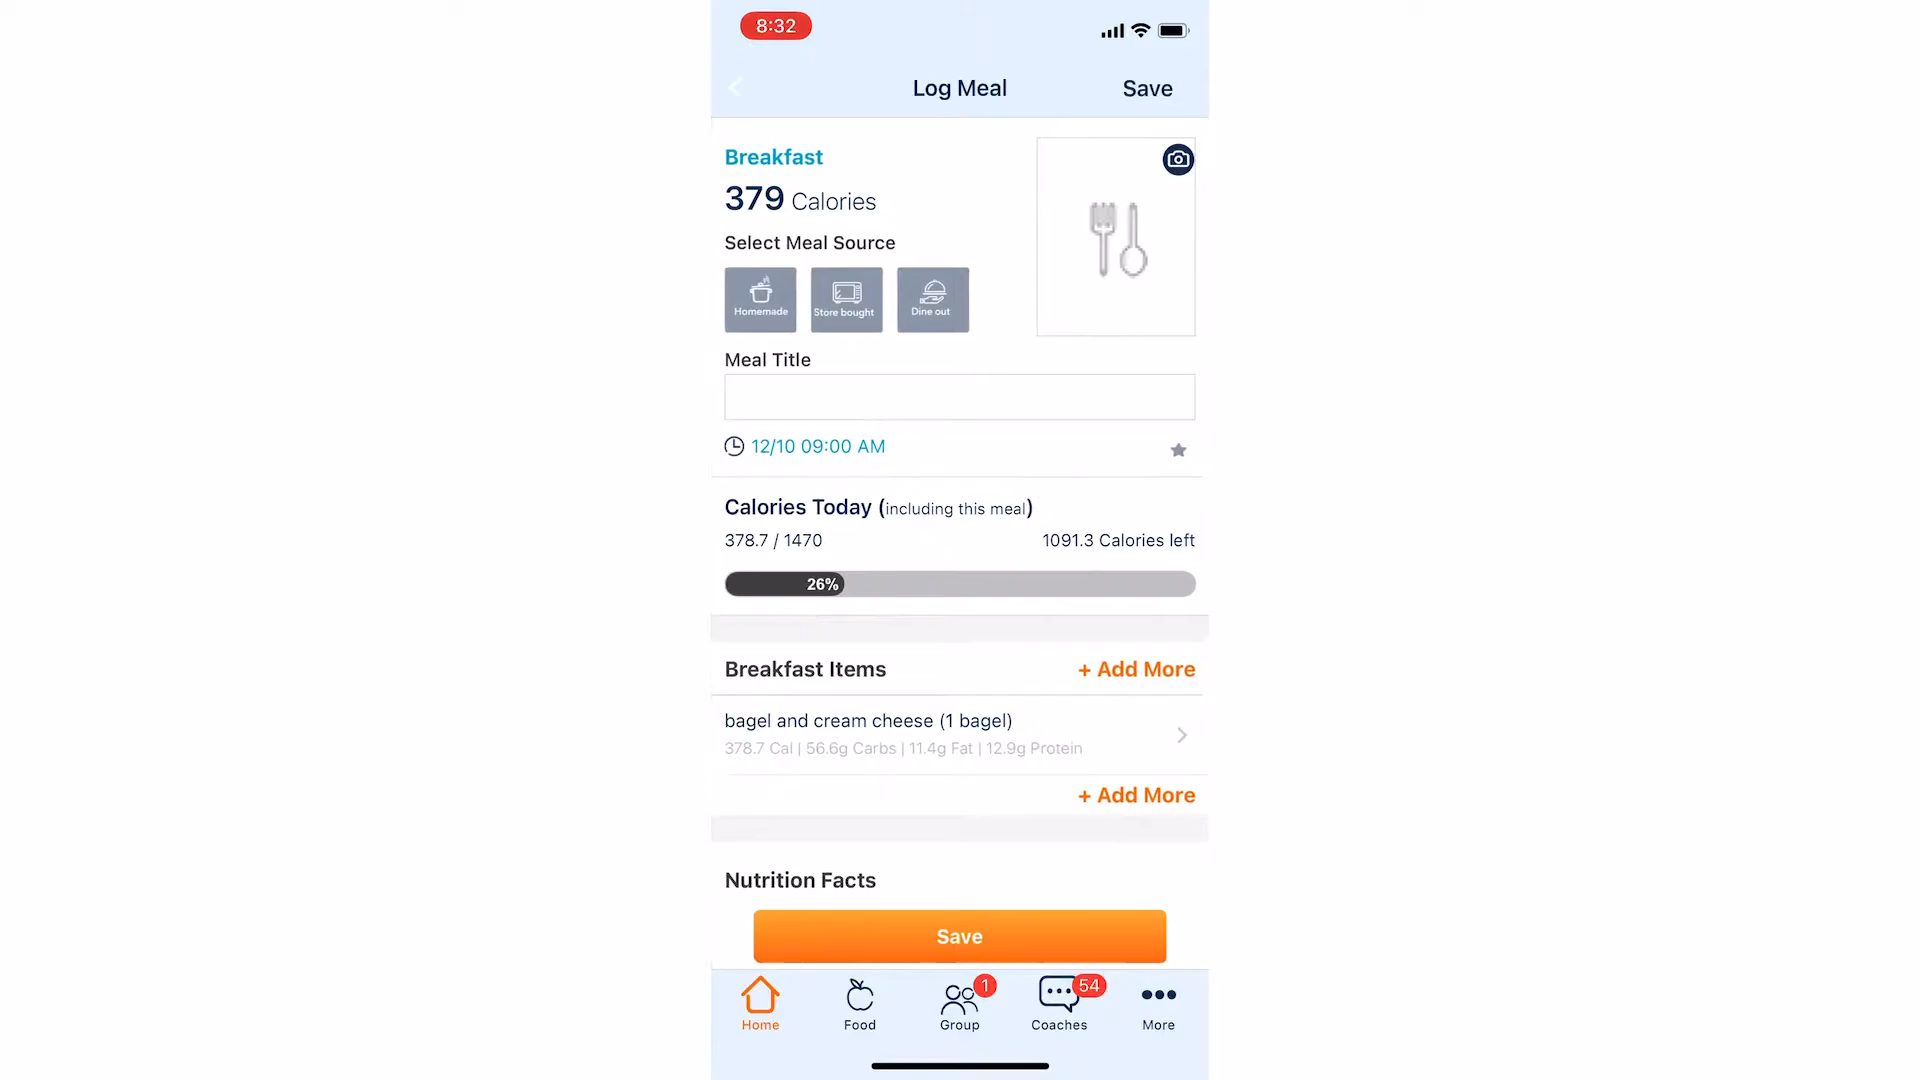 8:32
Log Meal
Save
Breakfast
379 Calories
Select Meal Source
Homemade
Store bought
Dine out
Meal Title
12/10 09:00 AM
Calories Today (including this meal)
378.7 / 1470
1091.3 Calories left
26%
Breakfast Items
+ Add More
bagel and cream cheese (1 bagel)
378.7 Cal | 56.6g Carbs | 11.4g Fat | 12.9g Protein
+ Add More
Nutrition Facts
Save
1
54
Home
Food
Group
Coaches
More